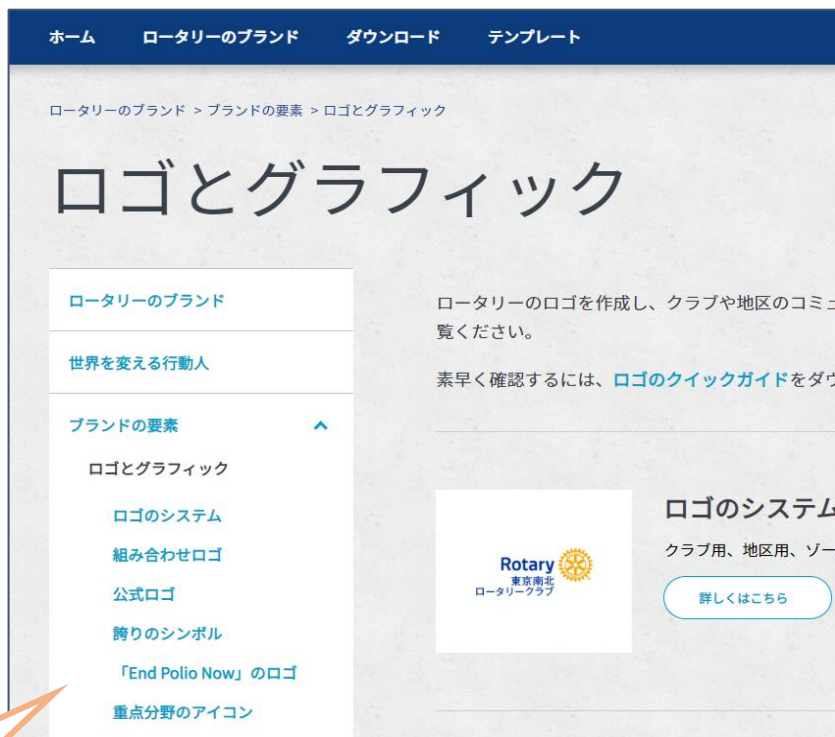 ホーム ロータリーのブランド ダウンロード テンプレート
ロータリーのブランド > ブランドの要素 > ロゴとグラフィック
ロゴとグラフィック
ロータリーのブランド
世界を変える行動人
ブランドの要素
ロゴとグラフィック
ロゴのシステム
組み合わせロゴ
公式ロゴ
誇りのシンボル
「End Polio Now」のロゴ
重点分野のアイコン
ロータリーのロゴを作成し、クラブや地区のコミュ
覧ください。
素早く確認するには、ロゴのクイックガイドをダウ
Rotary
東京南北
ロータリークラブ
ロゴのシステム
クラブ用、地区用、ゾー
詳しくはこちら